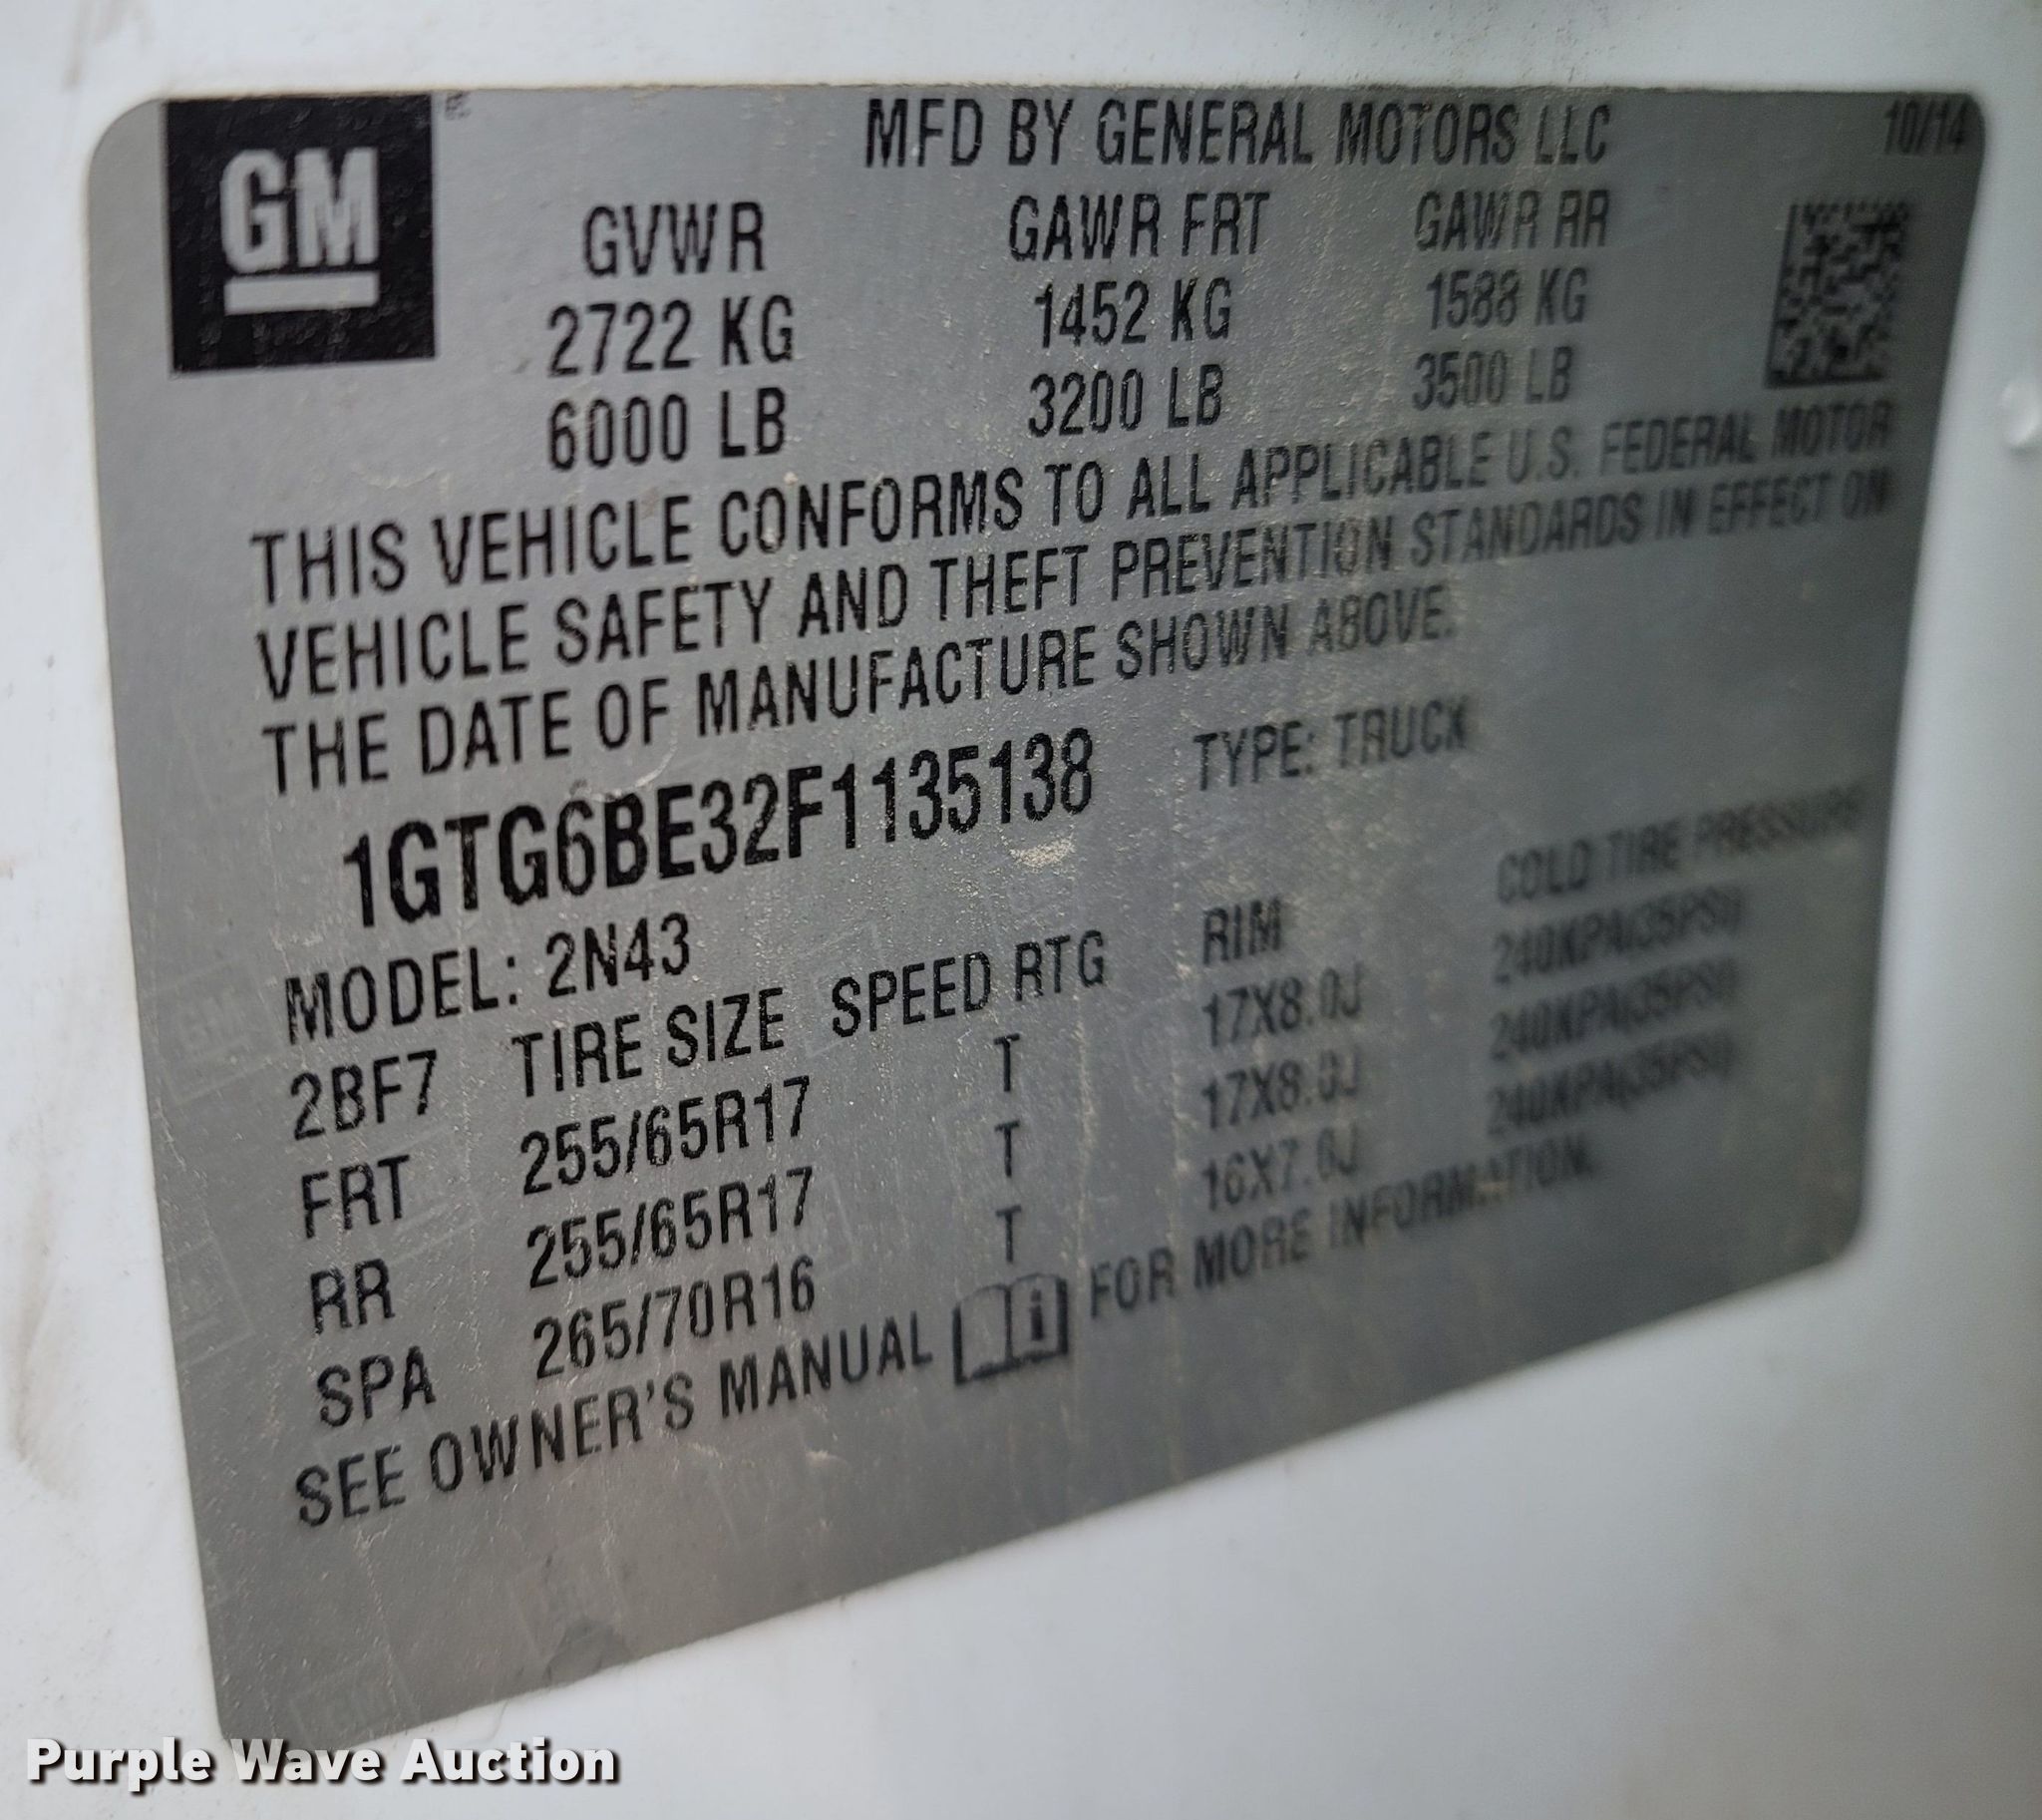 GM
MFD BY GENERAL MOTORS LLC 10/14
GVWR GAWR FRT GAWR RR
2722 KG 1452 KG 1588 KG
6000 LB 3200 LB 3500 LB
THIS VEHICLE CONFORMS TO ALL APPLICABLE U.S. FEDERAL MOTOR
VEHICLE SAFETY AND THEFT PREVENTION STANDARDS IN EFFECT ON
THE DATE OF MANUFACTURE SHOWN ABOVE.
1GTG6BE32F1135138 TYPE: TRUCK
MODEL: 2N43
2BF7 TIRE SIZE SPEED RTG RIM COLD TIRE PRESSURE
FRT 255/65R17 T 17X8.0J 240KPA(35PSI)
RR 255/65R17 T 17X8.0J 240KPA(35PSI)
SPA 265/70R16 T 16X7.0J 240KPA(35PSI)
SEE OWNER'S MANUAL i FOR MORE INFORMATION.
Purple Wave Auction